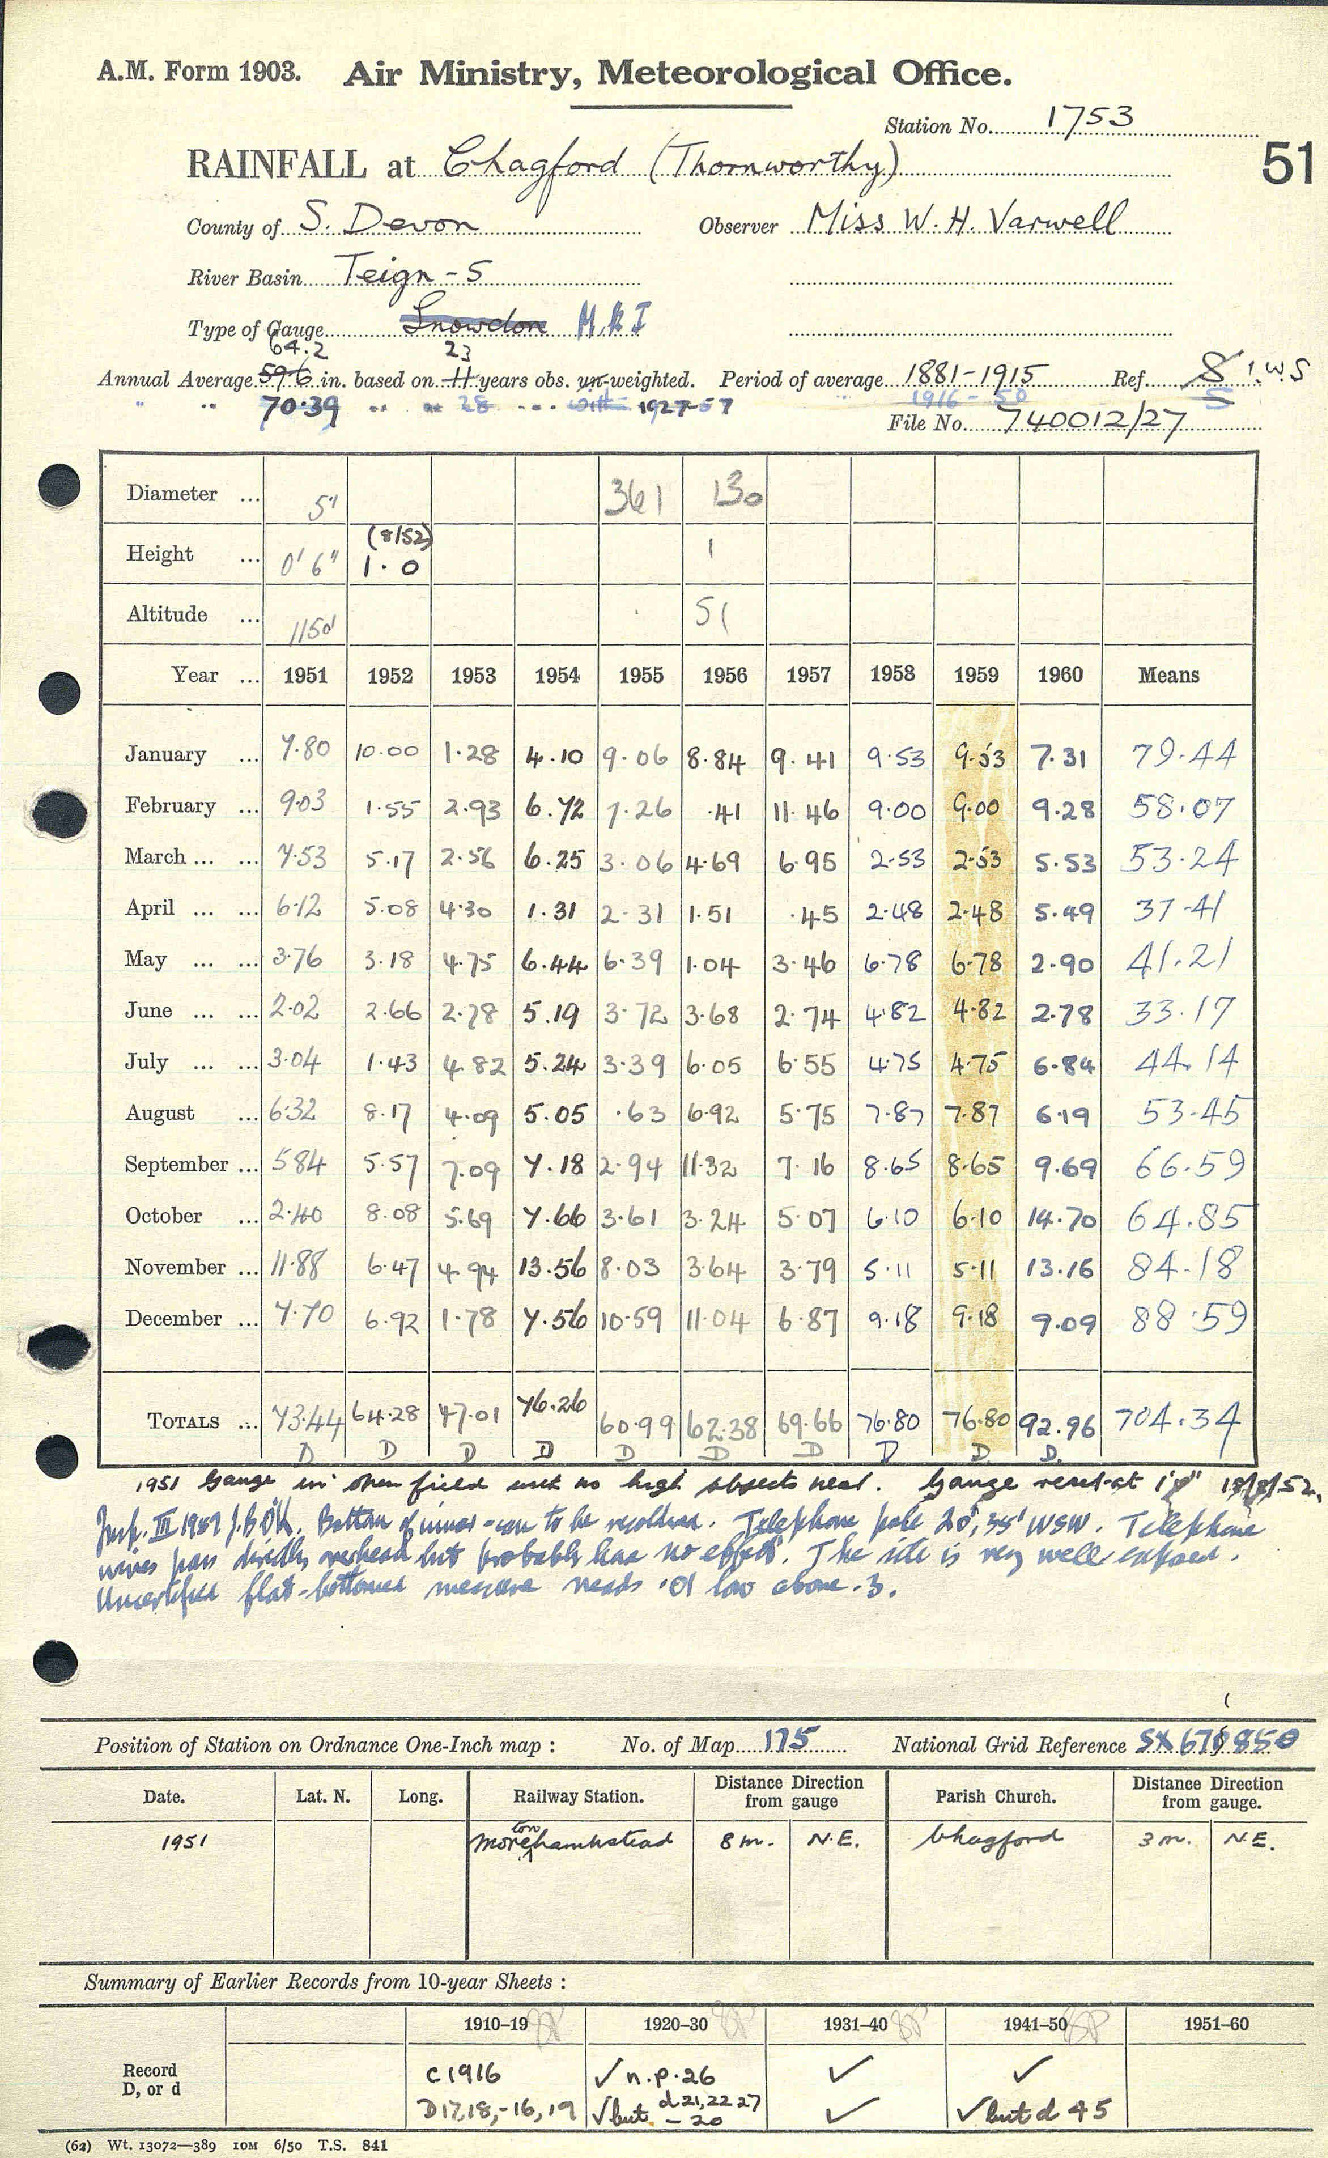 A.M. Form 1903. Air Ministry, Meteorological Office.
Station No. 1753
51
RAINFALL at Chagford (Thornworthy)
County of S. Devon Observer Miss W. H. Varwell
River Basin Teign - S
Type of Gauge Snowdon M.k I
64.2 23
Annual Average 59.6 in. based on 11 years obs. un-weighted. Period of average 1881-1915 Ref. 8 I.W.S
" " 70.39 " " 28 " " with 1927-57 1916-50 S
File No. 740012/27
Diameter ... 5" 361 130
(8/52)
Height ... 0' 6" 1.0 1
Altitude ... 1150' 51
Year ... 1951 1952 1953 1954 1955 1956 1957 1958 1959 1960 Means
January ... 7.80 10.00 1.28 4.10 9.06 8.84 9.41 9.53 9.53 7.31 79.44
February ... 9.03 1.55 2.93 6.72 7.26 .41 11.46 9.00 9.00 9.28 58.07
March ... ... 7.53 5.17 2.56 6.25 3.06 4.69 6.95 2.53 2.53 5.53 53.24
April ... ... 6.12 5.08 4.30 1.31 2.31 1.51 .45 2.48 2.48 5.49 37.41
May ... ... 3.76 3.18 4.75 6.44 6.39 1.04 3.46 6.78 6.78 2.90 41.21
June ... ... 2.02 2.66 2.78 5.19 3.72 3.68 2.74 4.82 4.82 2.78 33.17
July ... ... 3.04 1.43 4.82 5.24 3.39 6.05 6.55 4.75 4.75 6.84 44.14
August ... 6.32 8.17 4.09 5.05 .63 6.92 5.75 7.87 7.87 6.19 53.45
September ... 5.84 5.57 7.09 7.18 2.94 11.32 7.16 8.65 8.65 9.69 66.59
October ... 2.40 8.08 5.69 7.66 3.61 3.24 5.07 6.10 6.10 14.70 64.85
November ... 11.88 6.47 4.94 13.56 8.03 3.64 3.79 5.11 5.11 13.16 84.18
December ... 7.70 6.92 1.78 7.56 10.59 11.04 6.87 9.18 9.18 9.09 88.59
TOTALS ... 73.44 64.28 47.01 76.26 60.99 62.38 69.66 76.80 76.80 92.96 704.34
D D D D D D D D D D
1951 Gauge in open field with no high objects near. Gauge reset at 1'0" 18/8/52.
Insp. III 1957 J.B OK. Bottom of inner-can to be resoldered. Telephone pole 20', 35' WSW. Telephone
wires pass directly overhead but probably has no effect. The site is very well exposed.
Uncertified flat-bottomed measure reads .01 low above .3.
Position of Station on Ordnance One-Inch map : No. of Map 175 National Grid Reference SX 671850
Date. Lat. N. Long. Railway Station. Distance from gauge Direction Parish Church. Distance from gauge. Direction
1951 Moretonhampstead 8 m. N.E. Chagford 3 m. N.E.
Summary of Earlier Records from 10-year Sheets :
1910-19 1920-30 1931-40 1941-50 1951-60
Record c1916 ✓ n.p.26 ✓ ✓
D, or d D17,18,-16,19 ✓ but d 21,22 27 - 20 ✓ ✓ but d 45
(62) Wt. 13072—389 10M 6/50 T.S. 841